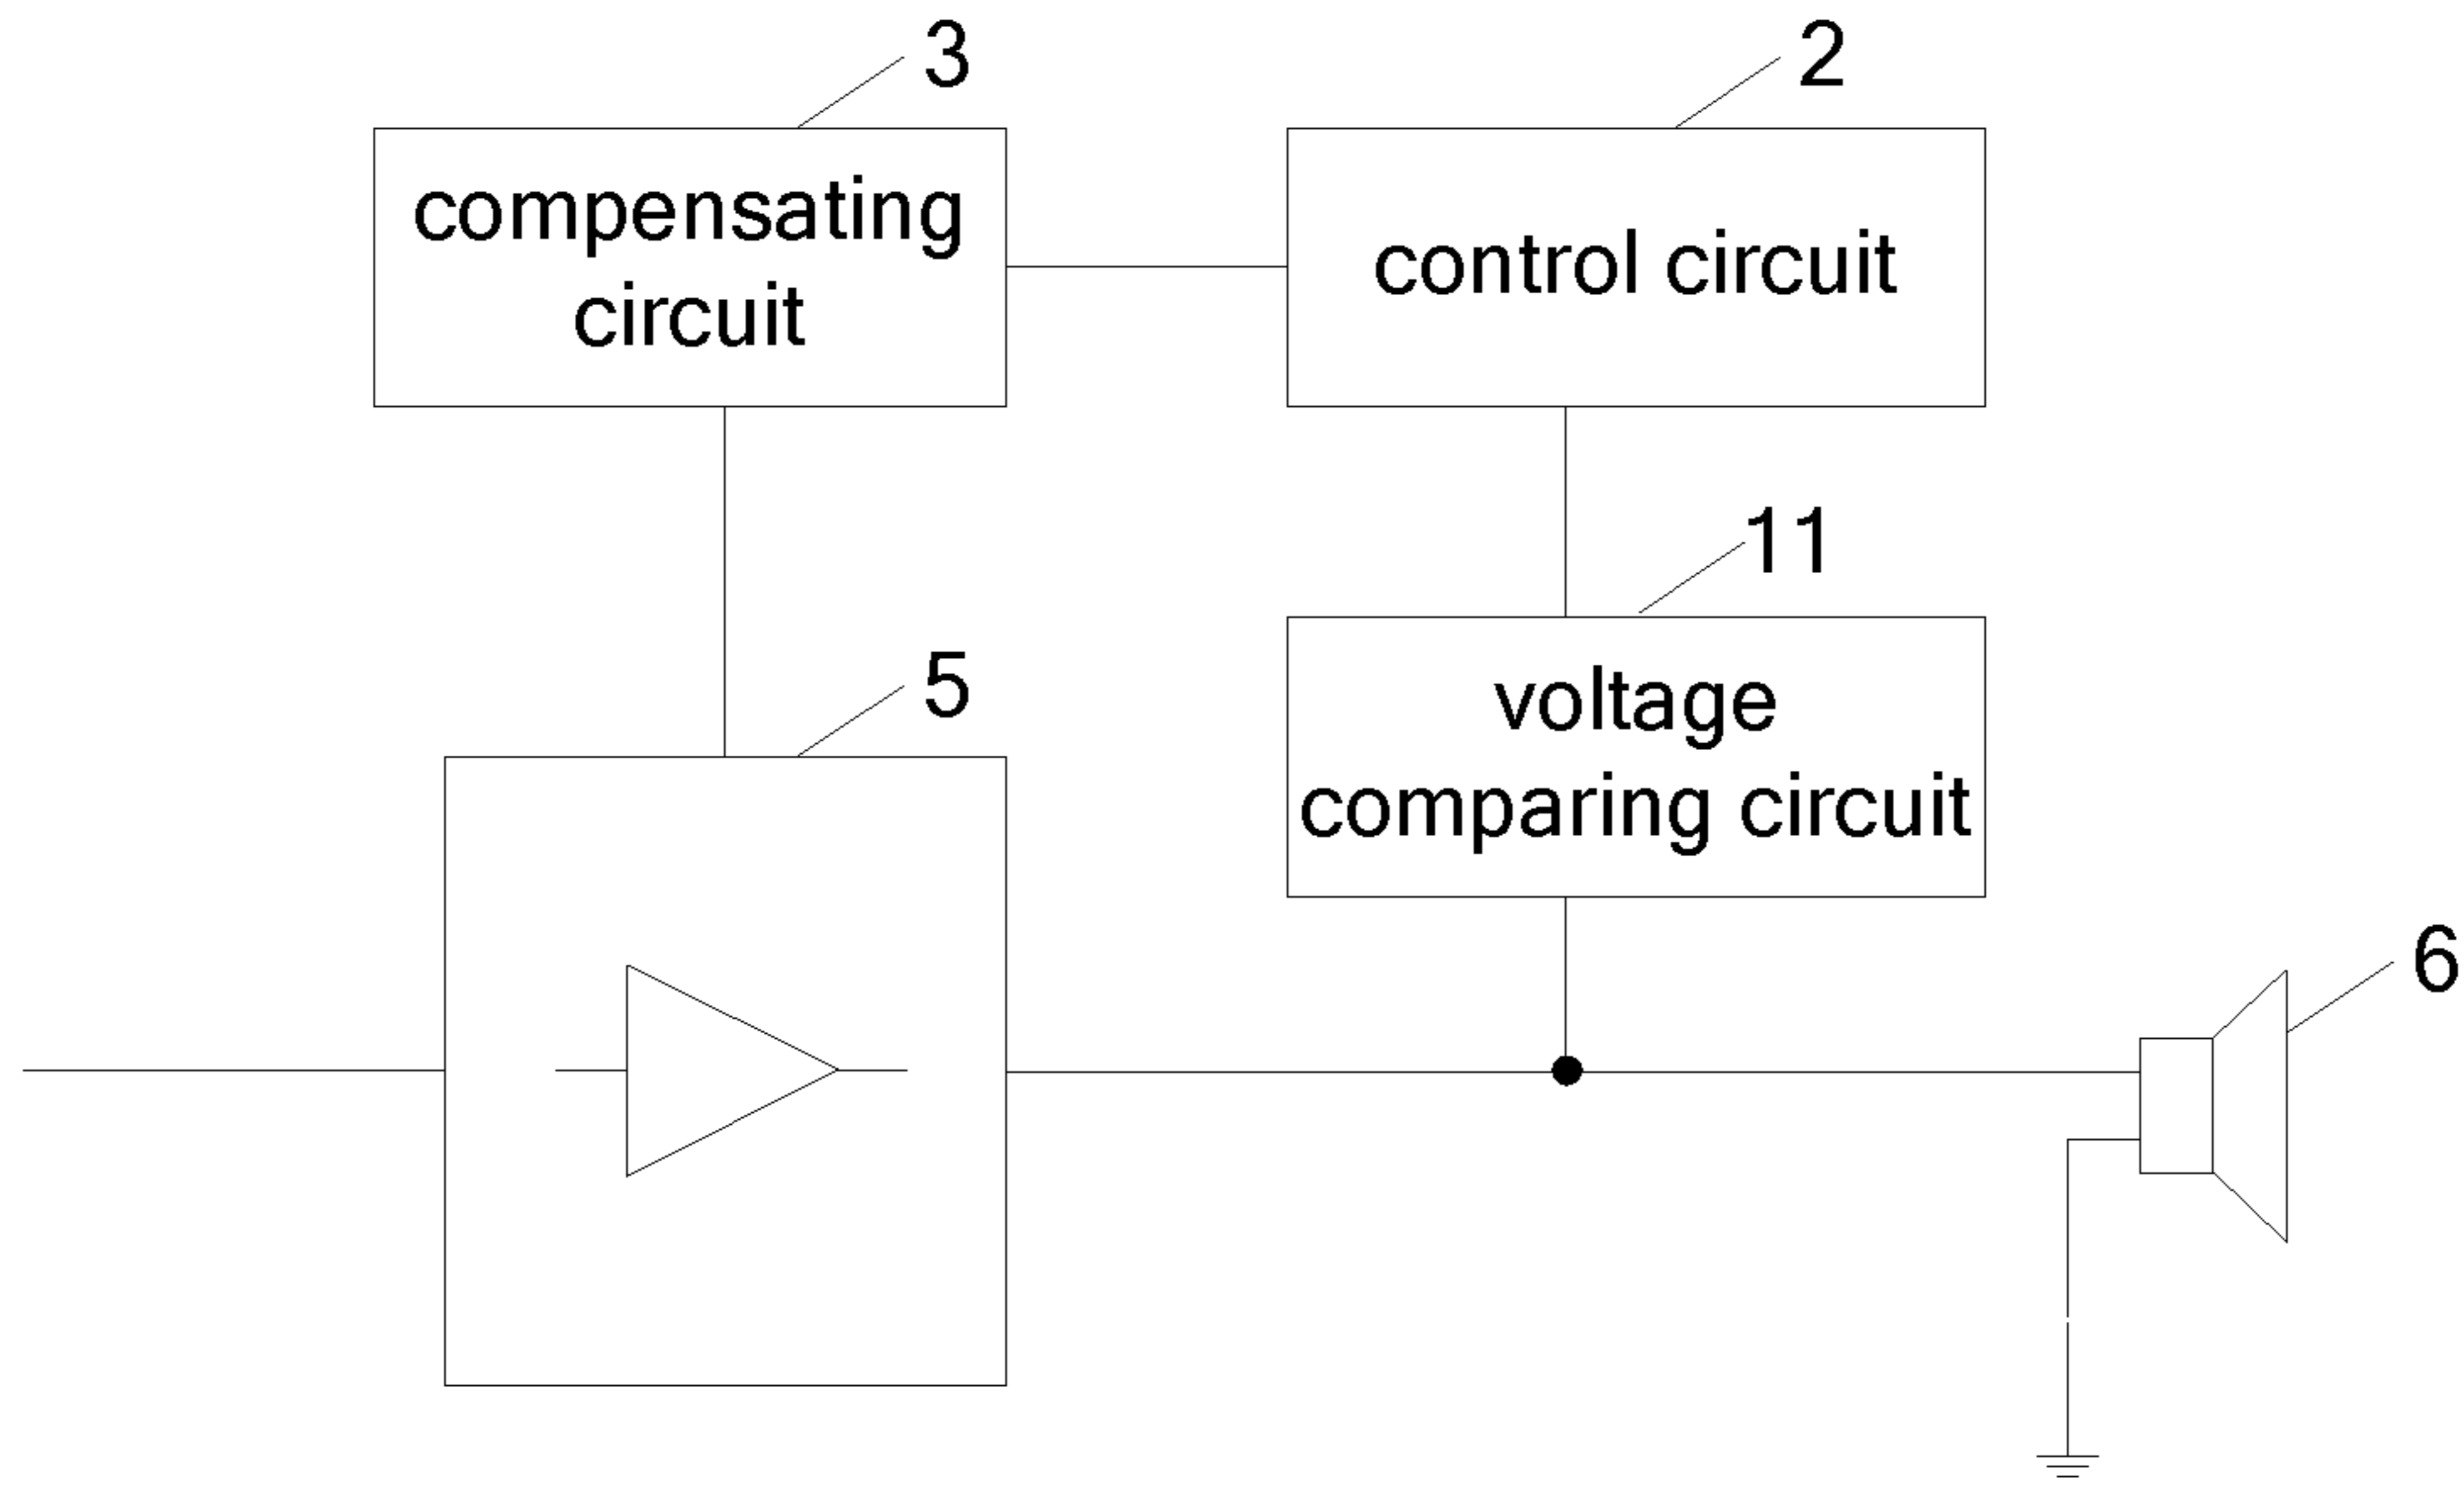 3
2
compensating
circuit
control circuit
11
5
voltage
comparing circuit
6